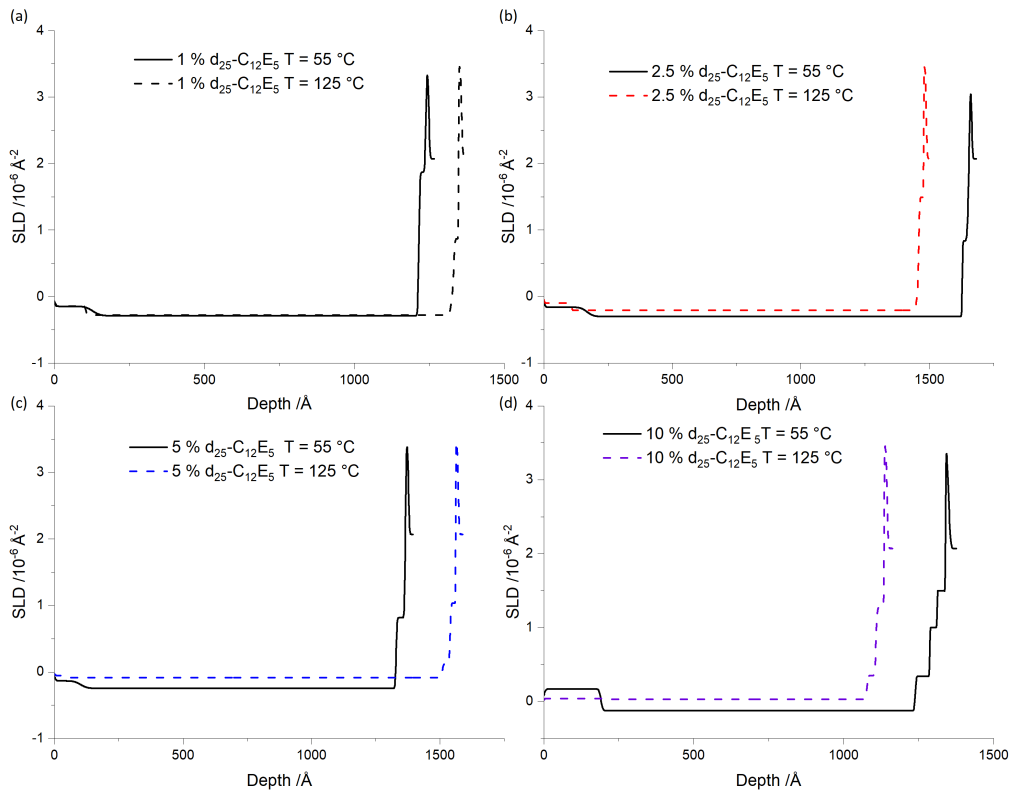 (a)
4
3
2
1
0
-1
SLD /10⁻⁶ Å⁻²
1 % d₂₅-C₁₂E₅ T = 55 °C
1 % d₂₅-C₁₂E₅ T = 125 °C
0
500
1000
1500
Depth /Å
(b)
4
3
2
1
0
-1
SLD /10⁻⁶ Å⁻²
2.5 % d₂₅-C₁₂E₅ T = 55 °C
2.5 % d₂₅-C₁₂E₅ T = 125 °C
0
500
1000
1500
Depth /Å
(c)
4
3
2
1
0
-1
SLD /10⁻⁶ Å⁻²
5 % d₂₅-C₁₂E₅ T = 55 °C
5 % d₂₅-C₁₂E₅ T = 125 °C
0
500
1000
1500
Depth /Å
(d)
4
3
2
1
0
SLD /10⁻⁶ Å⁻²
10 % d₂₅-C₁₂E₅ T = 55 °C
10 % d₂₅-C₁₂E₅ T = 125 °C
0
500
1000
1500
Depth /Å